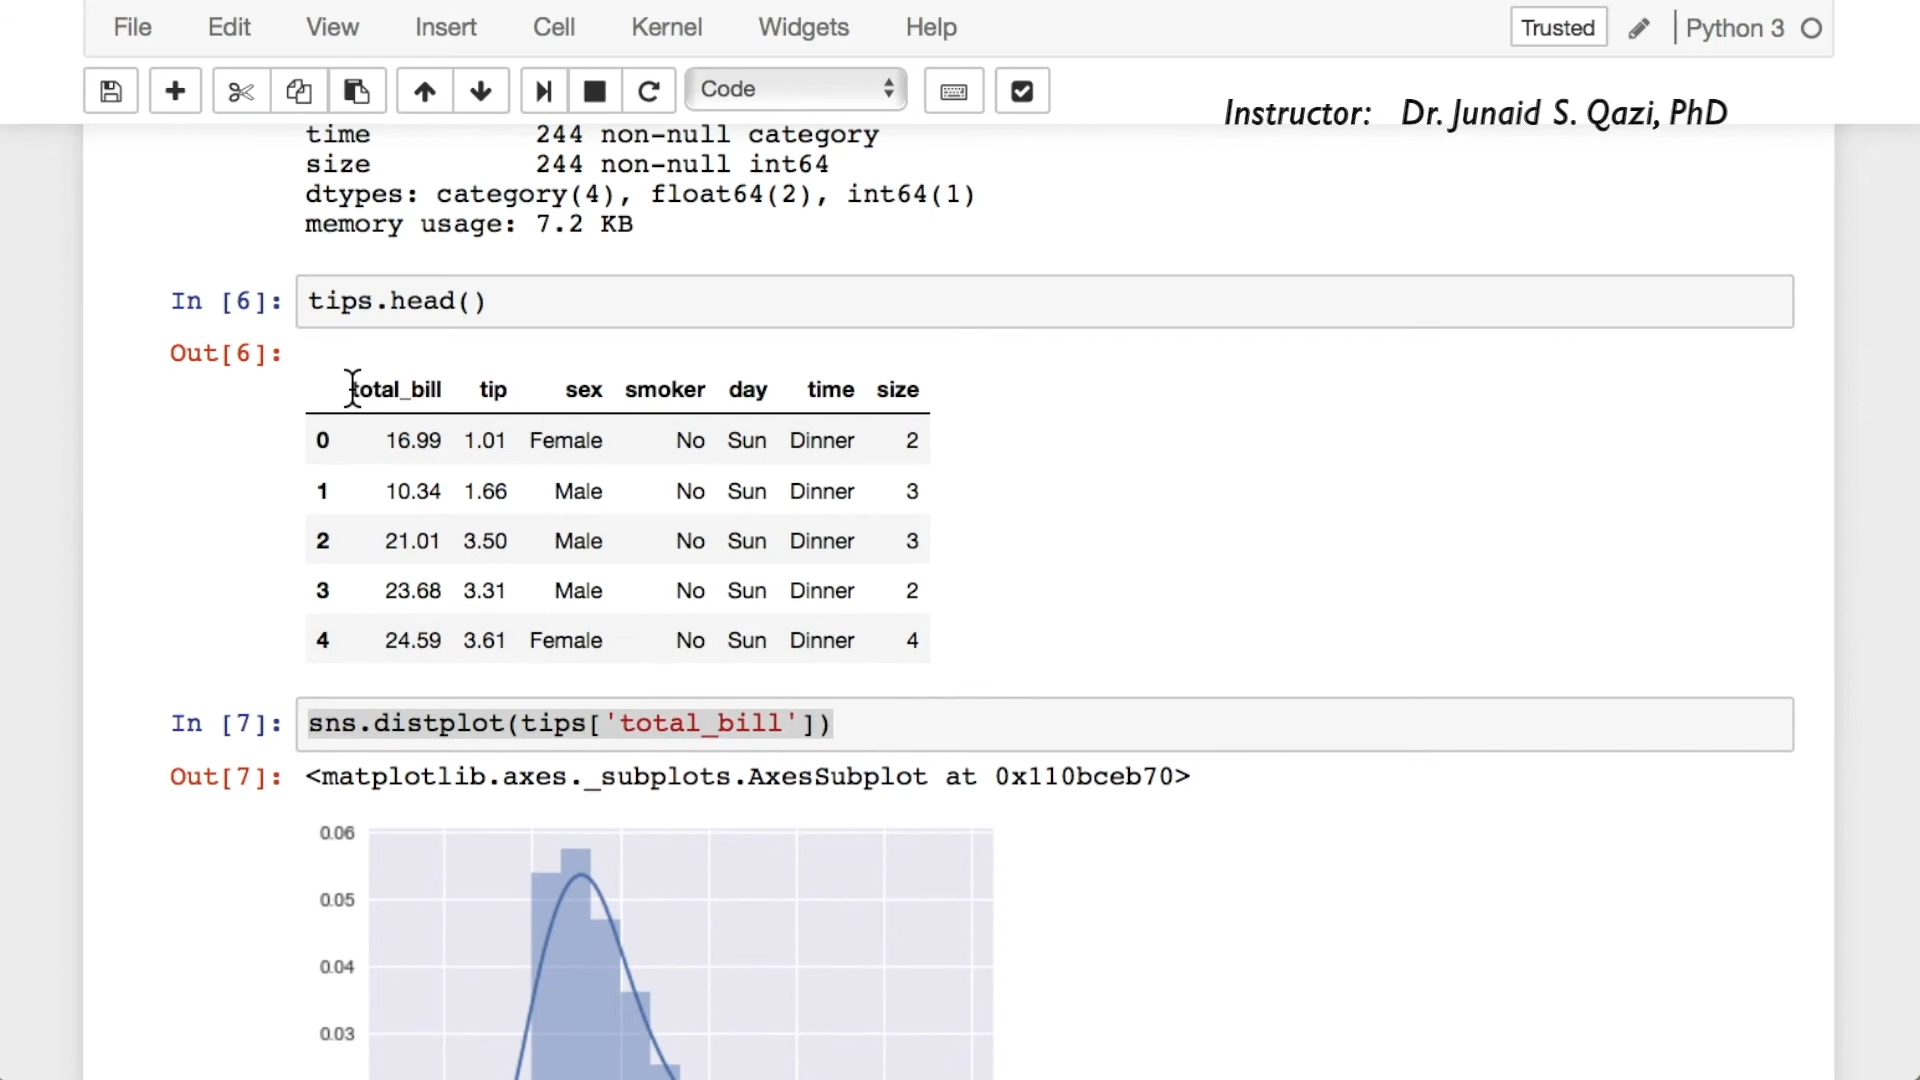 File Edit View Insert Cell Kernel Widgets Help Trusted Python 3
Code
Instructor: Dr. Junaid S. Qazi, PhD
time 244 non-null category
size 244 non-null int64
dtypes: category(4), float64(2), int64(1)
memory usage: 7.2 KB
In [6]: tips.head()
Out[6]:
total_bill tip sex smoker day time size
0 16.99 1.01 Female No Sun Dinner 2
1 10.34 1.66 Male No Sun Dinner 3
2 21.01 3.50 Male No Sun Dinner 3
3 23.68 3.31 Male No Sun Dinner 2
4 24.59 3.61 Female No Sun Dinner 4
In [7]: sns.distplot(tips['total_bill'])
Out[7]: <matplotlib.axes._subplots.AxesSubplot at 0x110bceb70>
0.06
0.05
0.04
0.03